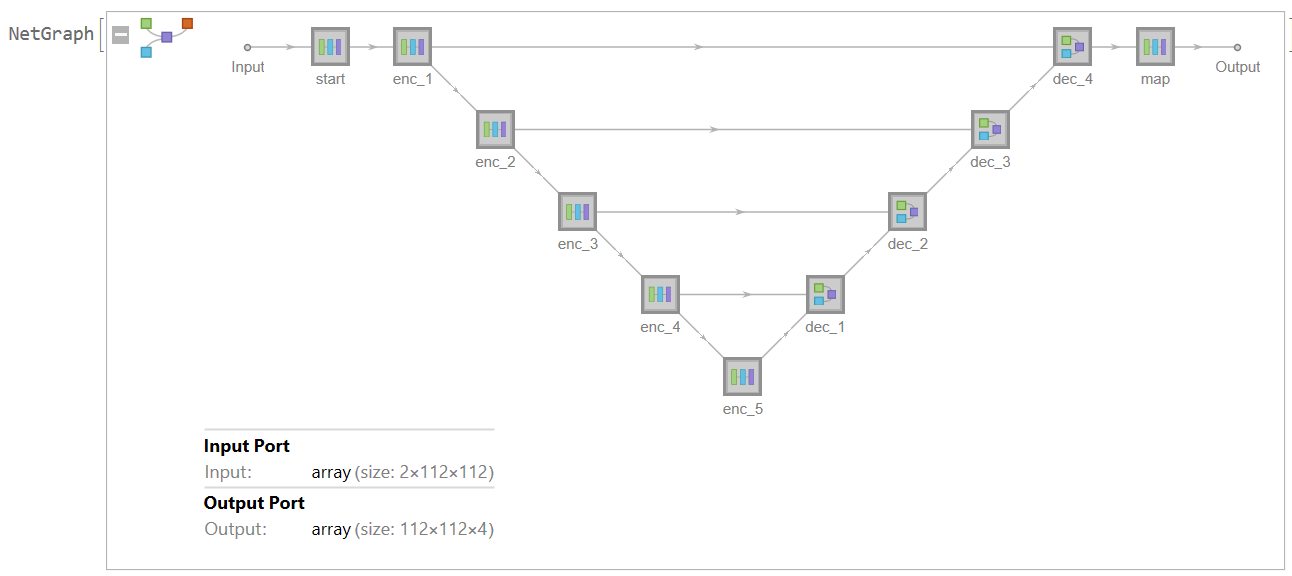 NetGraph
Input
start
enc_1
dec_4
map
Output
enc_2
dec_3
enc_3
dec_2
enc_4
dec_1
enc_5
Input Port
Input: array (size: 2×112×112)
Output Port
Output: array (size: 112×112×4)